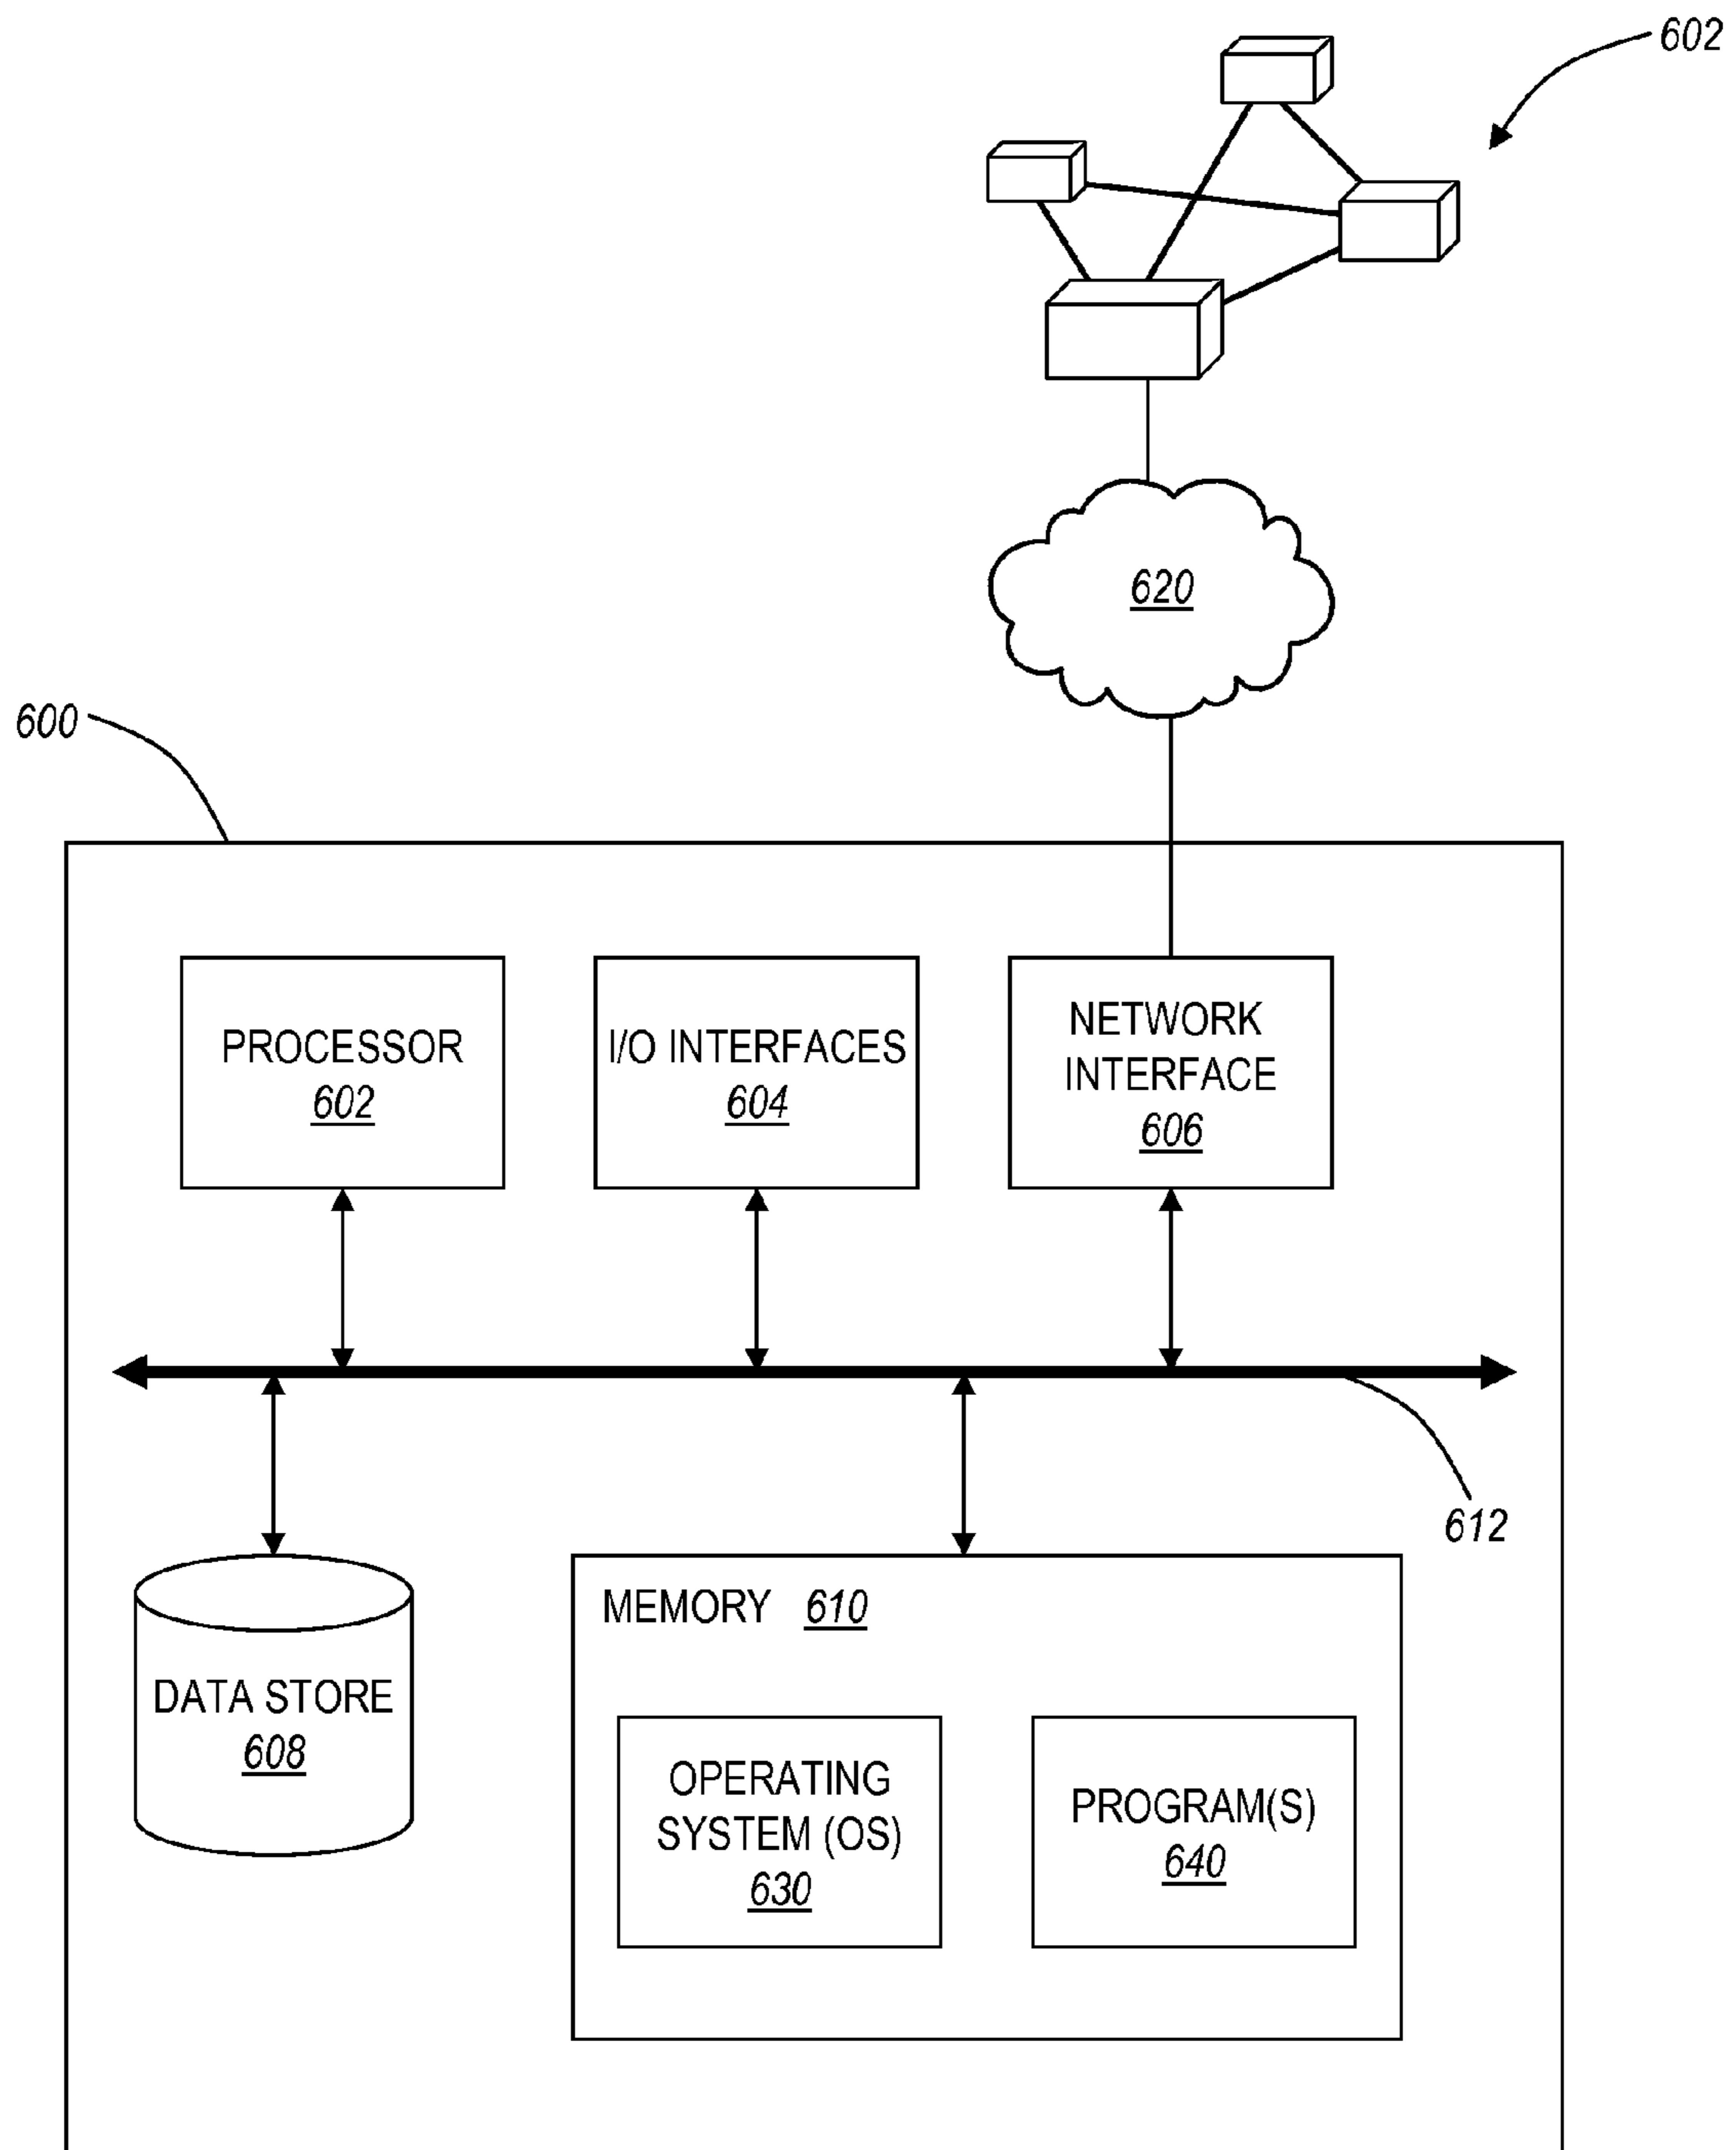 602
620
600
PROCESSOR
602
I/O INTERFACES
604
NETWORK
INTERFACE
606
612
DATA STORE
608
MEMORY 610
OPERATING
SYSTEM (OS)
630
PROGRAM(S)
640